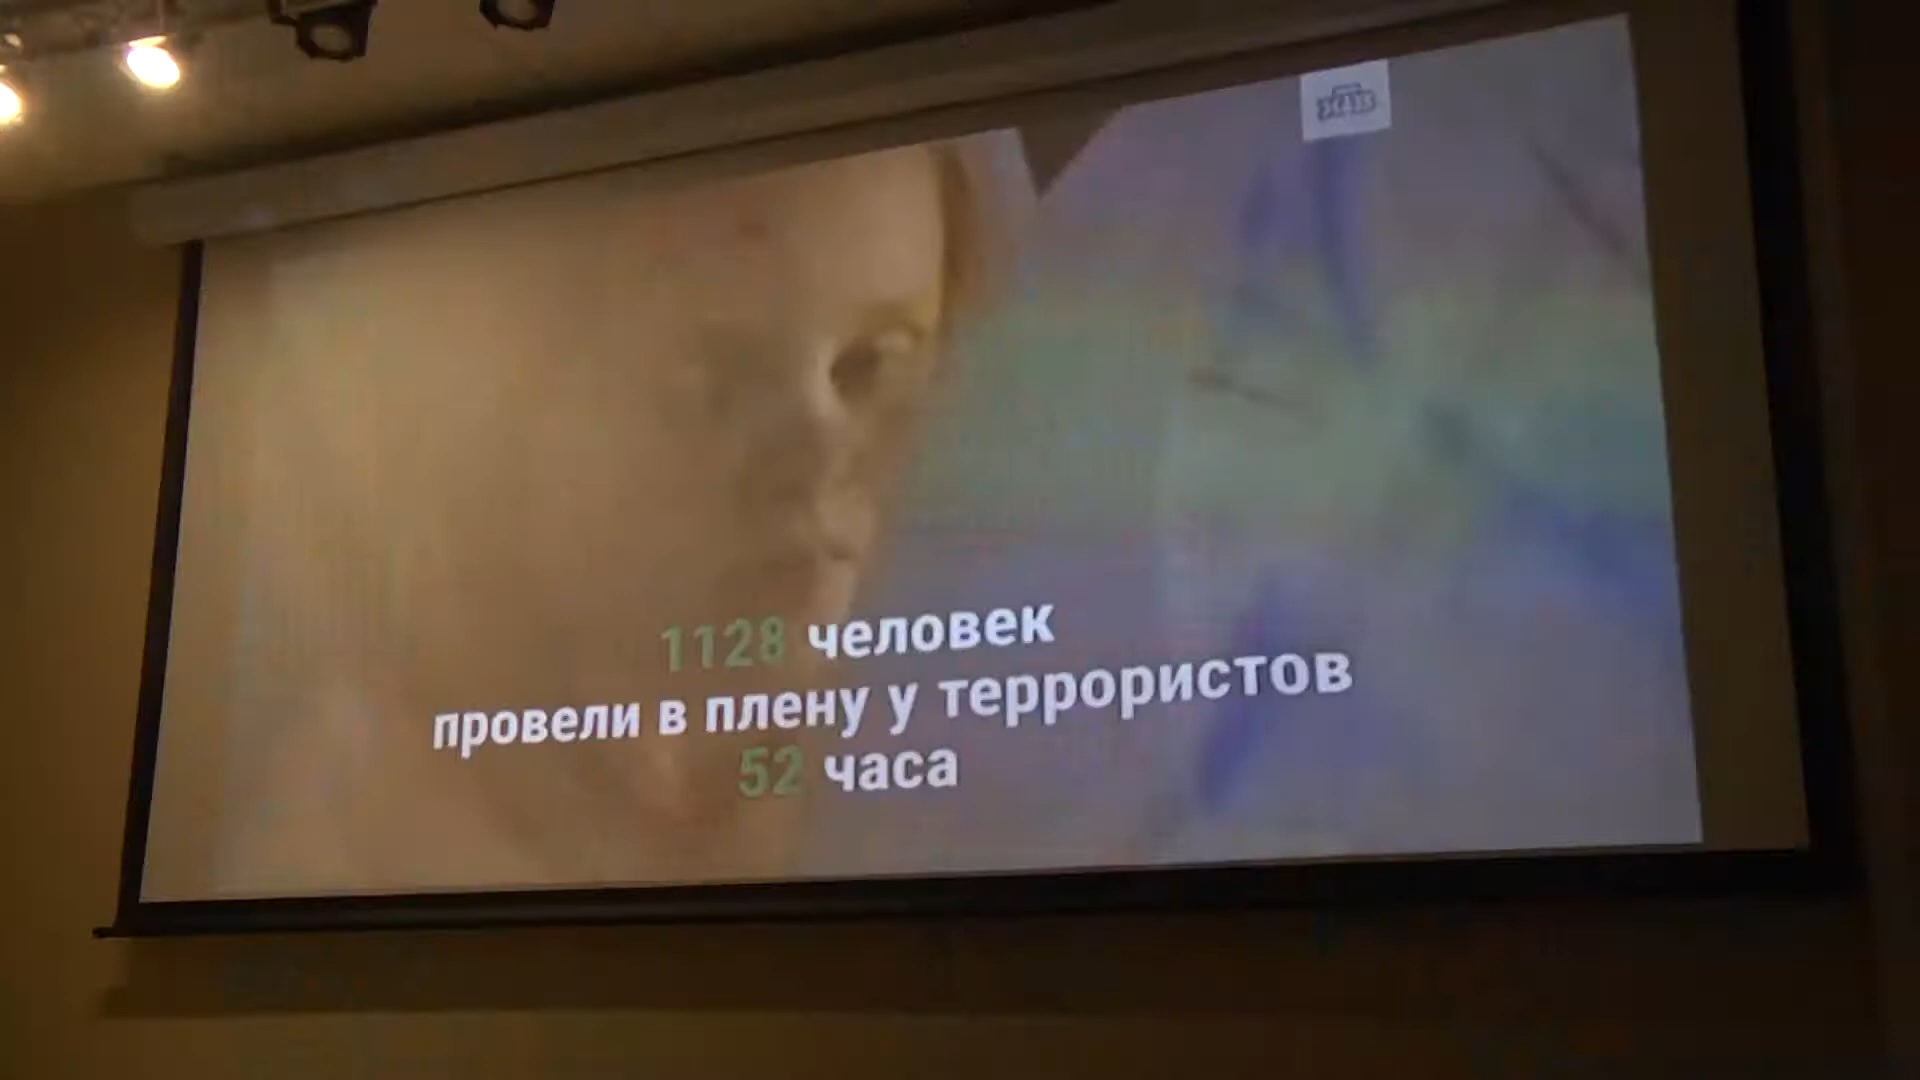 1128 человек
провели в плену у террористов
52 часа